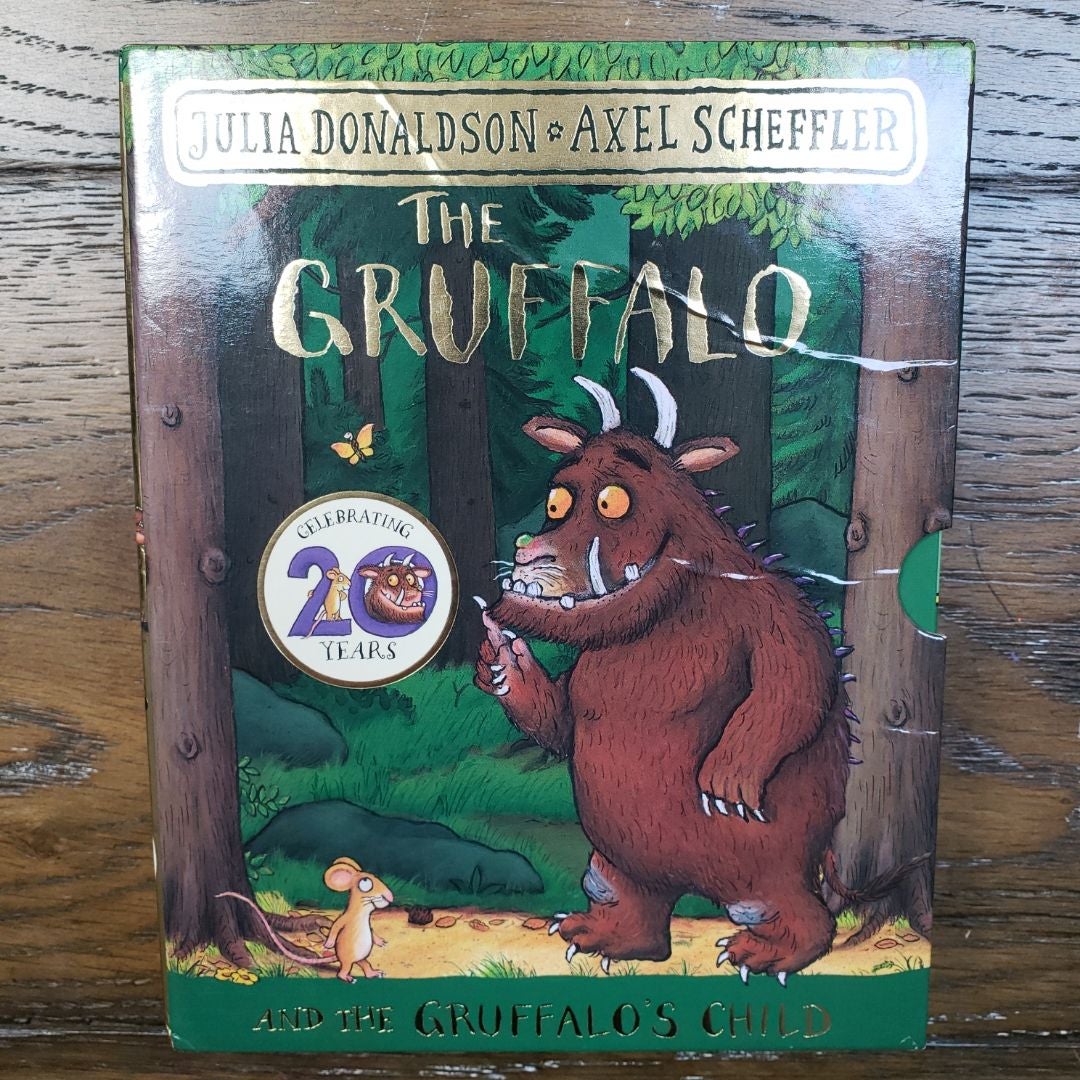 JULIA DONALDSON ✡ AXEL SCHEFFLER
THE
GRUFFALO
CELEBRATING
20
YEARS
AND THE GRUFFALO'S CHILD